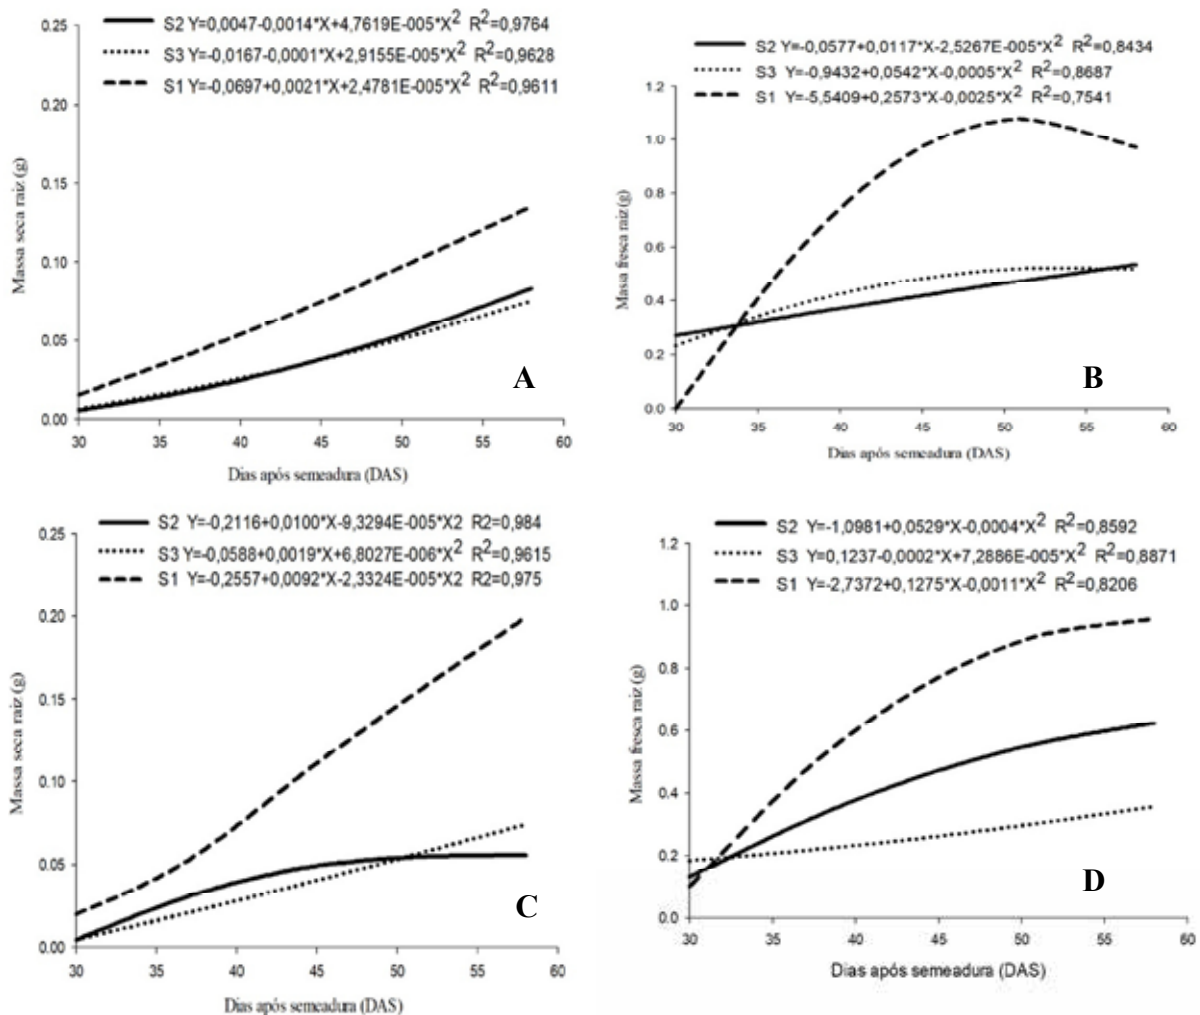 S2 Y=0,0047-0,0014*X+4,7619E-005*X² R²=0,9764
S3 Y=-0,0167-0,0001*X+2,9155E-005*X² R²=0,9628
S1 Y=-0,0697+0,0021*X+2,4781E-005*X² R²=0,9611
0.25
0.20
0.15
0.10
0.05
0.00
Massa seca raiz (g)
30 35 40 45 50 55 60
Dias após semeadura (DAS)
A
S2 Y=-0,0577+0,0117*X-2,5267E-005*X² R²=0,8434
S3 Y=-0,9432+0,0542*X-0,0005*X² R²=0,8687
S1 Y=-5,5409+0,2573*X-0,0025*X² R²=0,7541
1.2
1.0
0.8
0.6
0.4
0.2
0.0
Massa fresca raiz (g)
30 35 40 45 50 55 60
Dias após semeadura (DAS)
B
S2 Y=-0,2116+0,0100*X-9,3294E-005*X2 R2=0,984
S3 Y=-0,0588+0,0019*X+6,8027E-006*X² R²=0,9615
S1 Y=-0,2557+0,0092*X-2,3324E-005*X2 R2=0,975
0.25
0.20
0.15
0.10
0.05
0.00
Massa seca raiz (g)
30 35 40 45 50 55 60
Dias após semeadura (DAS)
C
S2 Y=-1,0981+0,0529*X-0,0004*X² R²=0,8592
S3 Y=0,1237-0,0002*X+7,2886E-005*X² R²=0,8871
S1 Y=-2,7372+0,1275*X-0,0011*X² R²=0,8206
1.2
1.0
0.8
0.6
0.4
0.2
0.0
Massa fresca raiz (g)
30 35 40 45 50 55 60
Dias após semeadura (DAS)
D